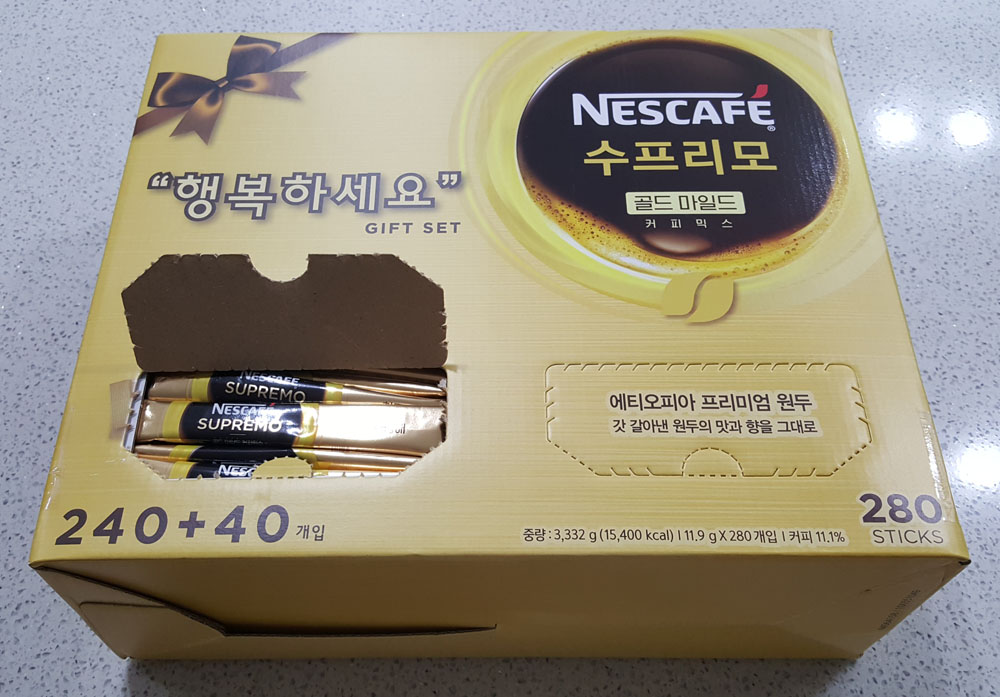 NESCAFÉ
수프리모
골드 마일드
커피믹스
“행복하세요”
GIFT SET
NESCAFÉ
SUPREMO
NESCAFÉ
SUPREMO
에티오피아 프리미엄 원두
갓 갈아낸 원두의 맛과 향을 그대로
240+40 개입
중량 : 3,332 g (15,400 kcal) I 11.9 g X 280 개입 I 커피 11.1%
280
STICKS